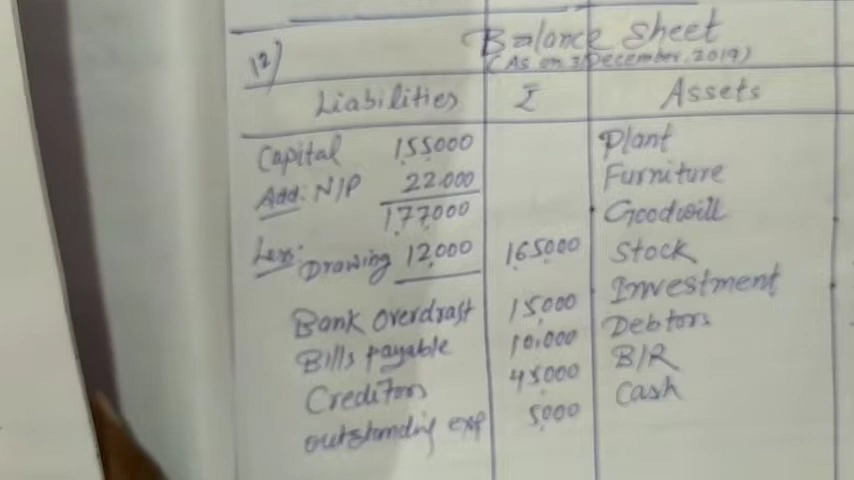 12) Balance Sheet
(As on 31 December, 2019)
Liabilities ₹ Assets
Capital 155000 Plant
Add: N/P 22000 Furniture
177000 Goodwill
Less: Drawing 12,000 165000 Stock
Investment
Bank overdraft 15000 Debtors
Bills payable 10,000 B/R
Creditors 45000 Cash
outstanding exp 5000